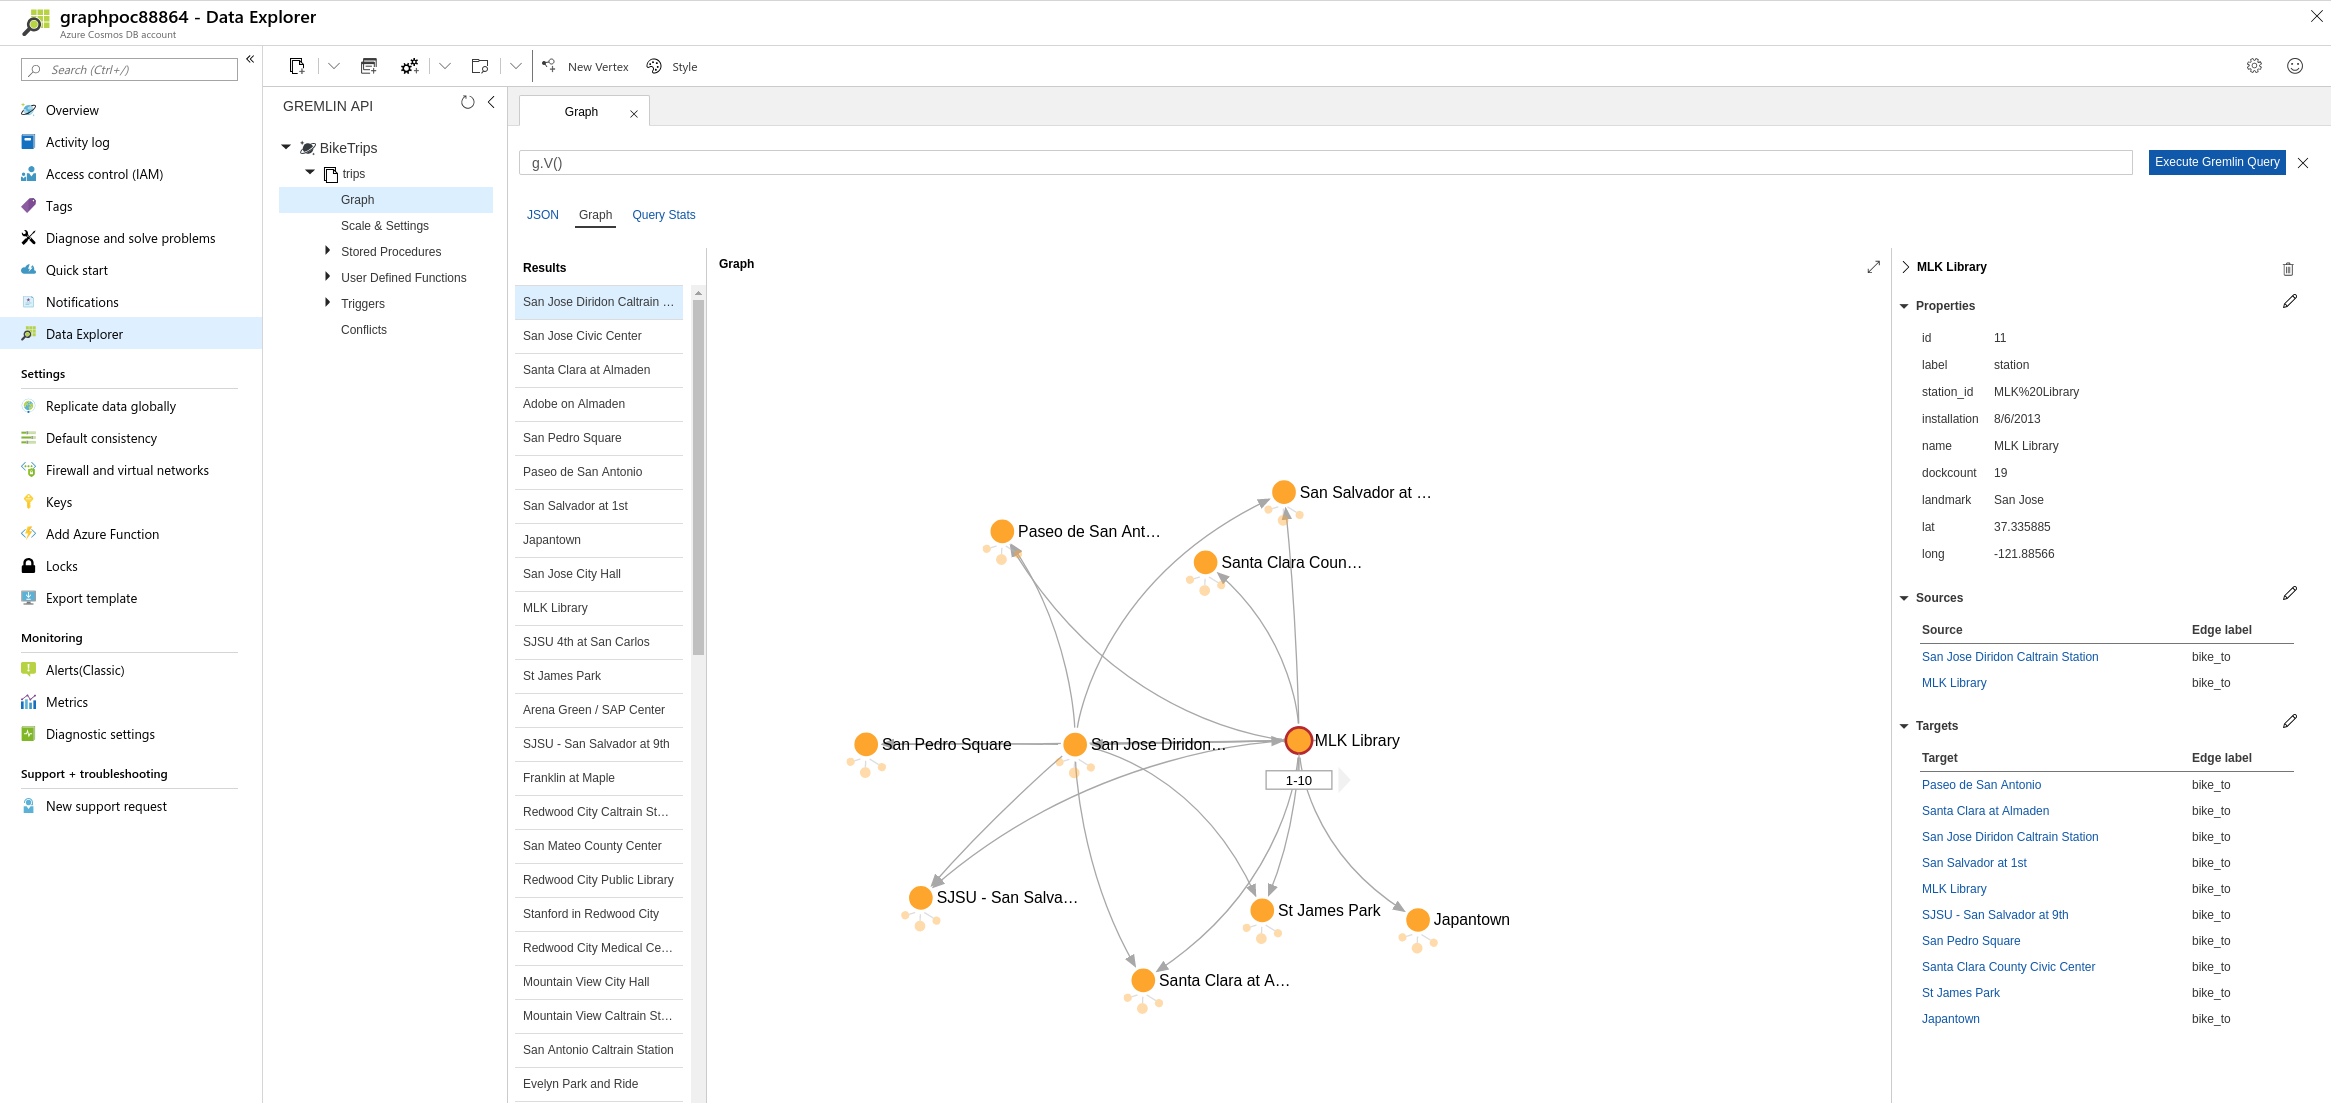 graphpoc88864 - Data Explorer
Azure Cosmos DB account
Search (Ctrl+/)
Overview
Activity log
Access control (IAM)
Tags
Diagnose and solve problems
Quick start
Notifications
Data Explorer
Settings
Replicate data globally
Default consistency
Firewall and virtual networks
Keys
Add Azure Function
Locks
Export template
Monitoring
Alerts(Classic)
Metrics
Diagnostic settings
Support + troubleshooting
New support request
New Vertex
Style
GREMLIN API
BikeTrips
trips
Graph
Scale & Settings
Stored Procedures
User Defined Functions
Triggers
Conflicts
Graph
g.V()
Execute Gremlin Query
JSON Graph Query Stats
Results
San Jose Diridon Caltrain ...
San Jose Civic Center
Santa Clara at Almaden
Adobe on Almaden
San Pedro Square
Paseo de San Antonio
San Salvador at 1st
Japantown
San Jose City Hall
MLK Library
SJSU 4th at San Carlos
St James Park
Arena Green / SAP Center
SJSU - San Salvador at 9th
Franklin at Maple
Redwood City Caltrain St...
San Mateo County Center
Redwood City Public Library
Stanford in Redwood City
Redwood City Medical Ce...
Mountain View City Hall
Mountain View Caltrain St...
San Antonio Caltrain Station
Evelyn Park and Ride
Graph
San Salvador at ...
Paseo de San Ant...
Santa Clara Coun...
San Pedro Square
San Jose Diridon...
MLK Library
1-10
SJSU - San Salva...
St James Park
Japantown
Santa Clara at A...
MLK Library
Properties
id 11
label station
station_id MLK%20Library
installation 8/6/2013
name MLK Library
dockcount 19
landmark San Jose
lat 37.335885
long -121.88566
Sources
Source Edge label
San Jose Diridon Caltrain Station bike_to
MLK Library bike_to
Targets
Target Edge label
Paseo de San Antonio bike_to
Santa Clara at Almaden bike_to
San Jose Diridon Caltrain Station bike_to
San Salvador at 1st bike_to
MLK Library bike_to
SJSU - San Salvador at 9th bike_to
San Pedro Square bike_to
Santa Clara County Civic Center bike_to
St James Park bike_to
Japantown bike_to